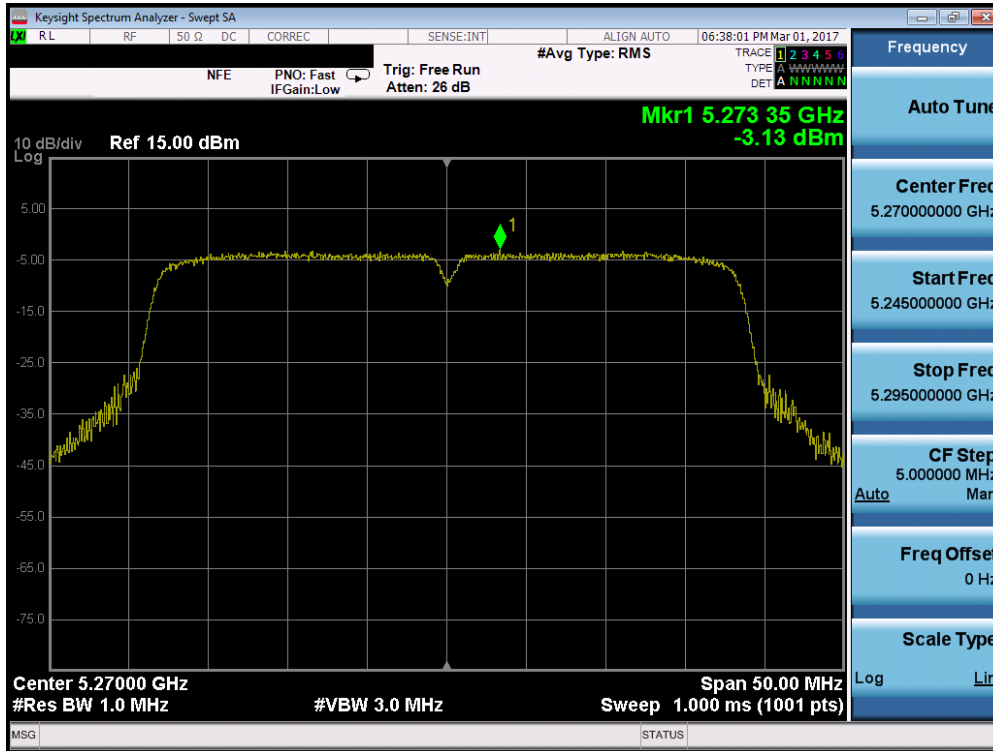 Keysight Spectrum Analyzer - Swept SA
LXI RL RF 50 Ω DC CORREC SENSE:INT ALIGN AUTO 06:38:01 PM Mar 01, 2017
Frequency
#Avg Type: RMS TRACE 1 2 3 4 5 6
NFE PNO: Fast Trig: Free Run TYPE A WWWWW
IFGain:Low Atten: 26 dB DET A N N N N N
Auto Tune
Mkr1 5.273 35 GHz
-3.13 dBm
10 dB/div Ref 15.00 dBm
Log
Center Freq
5.270000000 GHz
5.00
1
-5.00
Start Freq
5.245000000 GHz
-15.0
-25.0
Stop Freq
5.295000000 GHz
-35.0
-45.0
CF Step
5.000000 MHz
Auto Man
-55.0
Freq Offset
0 Hz
-65.0
-75.0
Scale Type
Log Lin
Center 5.27000 GHz Span 50.00 MHz
#Res BW 1.0 MHz #VBW 3.0 MHz Sweep 1.000 ms (1001 pts)
MSG STATUS